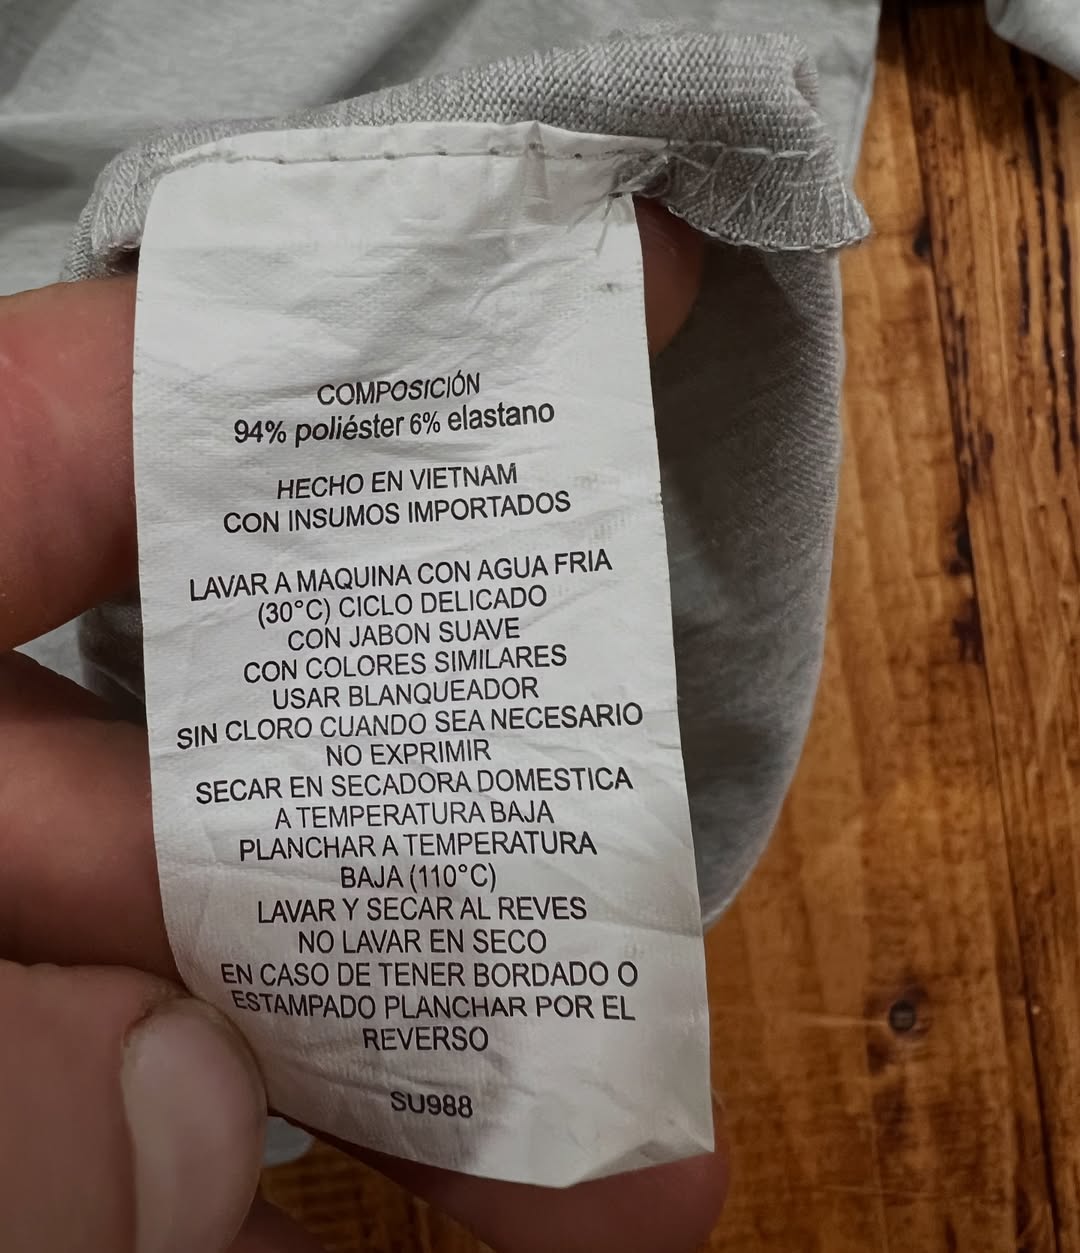 COMPOSICIÓN
94% poliéster 6% elastano
HECHO EN VIETNAM
CON INSUMOS IMPORTADOS
LAVAR A MAQUINA CON AGUA FRIA
(30°C) CICLO DELICADO
CON JABON SUAVE
CON COLORES SIMILARES
USAR BLANQUEADOR
SIN CLORO CUANDO SEA NECESARIO
NO EXPRIMIR
SECAR EN SECADORA DOMESTICA
A TEMPERATURA BAJA
PLANCHAR A TEMPERATURA
BAJA (110°C)
LAVAR Y SECAR AL REVES
NO LAVAR EN SECO
EN CASO DE TENER BORDADO O
ESTAMPADO PLANCHAR POR EL
REVERSO
SU988